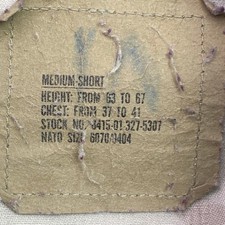 MEDIUM-SHORT
HEIGHT: FROM 63 TO 67
CHEST: FROM 37 TO 41
STOCK NO. 8415-01-327-5307
NATO SIZE 6070/9404